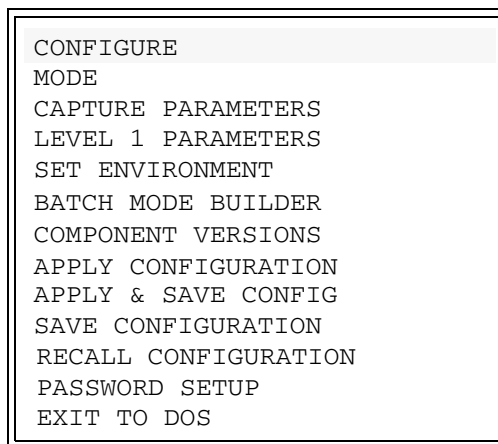 CONFIGURE
MODE
CAPTURE PARAMETERS
LEVEL 1 PARAMETERS
SET ENVIRONMENT
BATCH MODE BUILDER
COMPONENT VERSIONS
APPLY CONFIGURATION
APPLY & SAVE CONFIG
SAVE CONFIGURATION
RECALL CONFIGURATION
PASSWORD SETUP
EXIT TO DOS